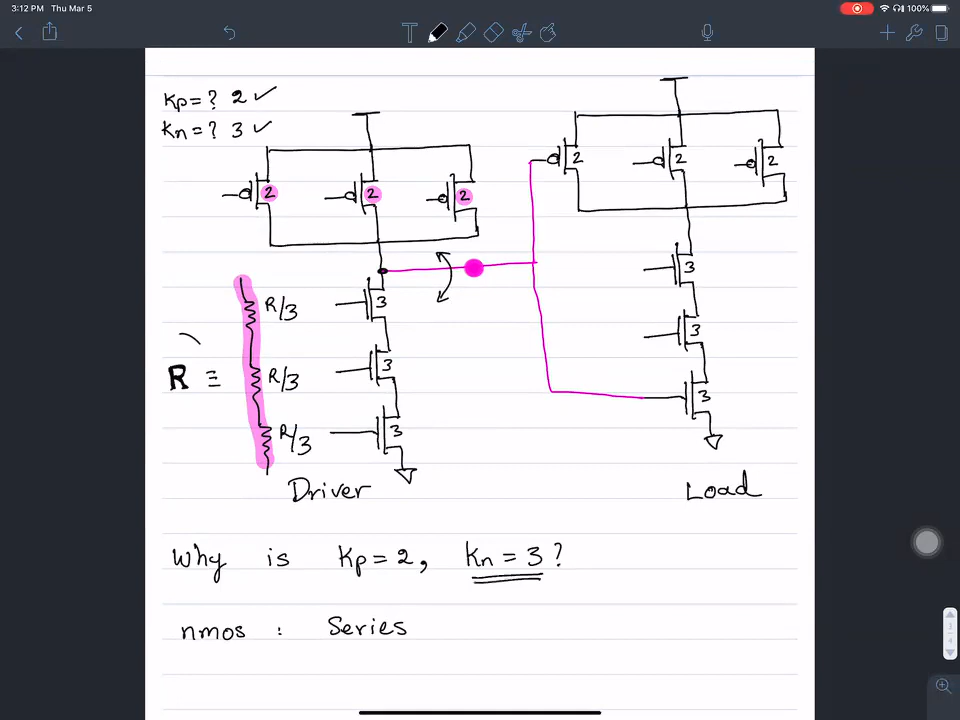 3:12 PM Thu Mar 5
100%
T
Kp = ? 2 ✓
Kn = ? 3 ✓
2 2 2
2 2 2
3
3
3
3
3
3
R/3
R/3
R/3
R ≡
Driver
Load
Why is Kp = 2, Kn = 3 ?
nmos : Series